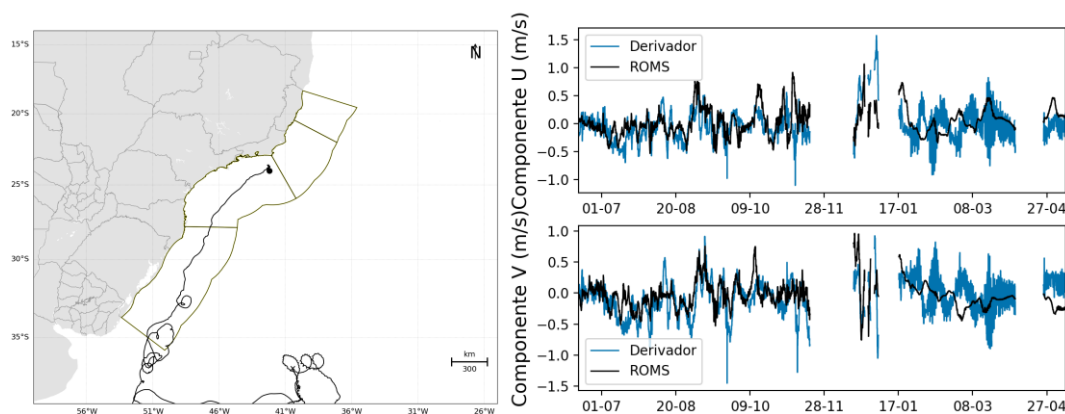 15°S
20°S
25°S
30°S
35°S
56°W 51°W 46°W 41°W 36°W 31°W 26°W
N
km
300
Componente U (m/s)
1.5
1.0
0.5
0.0
−0.5
−1.0
Derivador
ROMS
01-07 20-08 09-10 28-11 17-01 08-03 27-04
Componente V (m/s)
1.0
0.5
0.0
−0.5
−1.0
−1.5
Derivador
ROMS
01-07 20-08 09-10 28-11 17-01 08-03 27-04